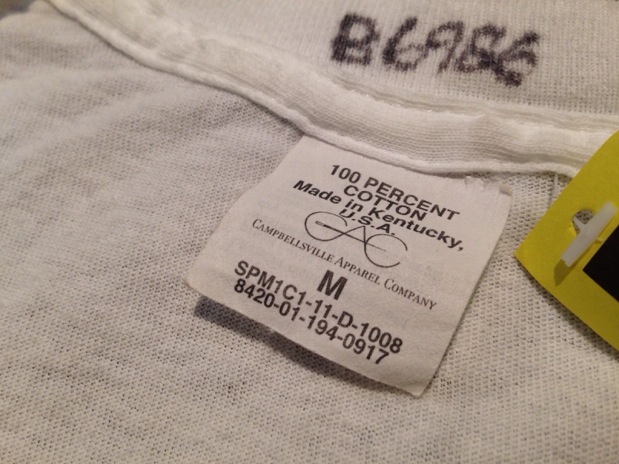 B6986
100 PERCENT
COTTON
Made in Kentucky,
U.S.A.
CAC
CAMPBELLSVILLE APPAREL COMPANY
M
SPM1C1-11-D-1008
8420-01-194-0917